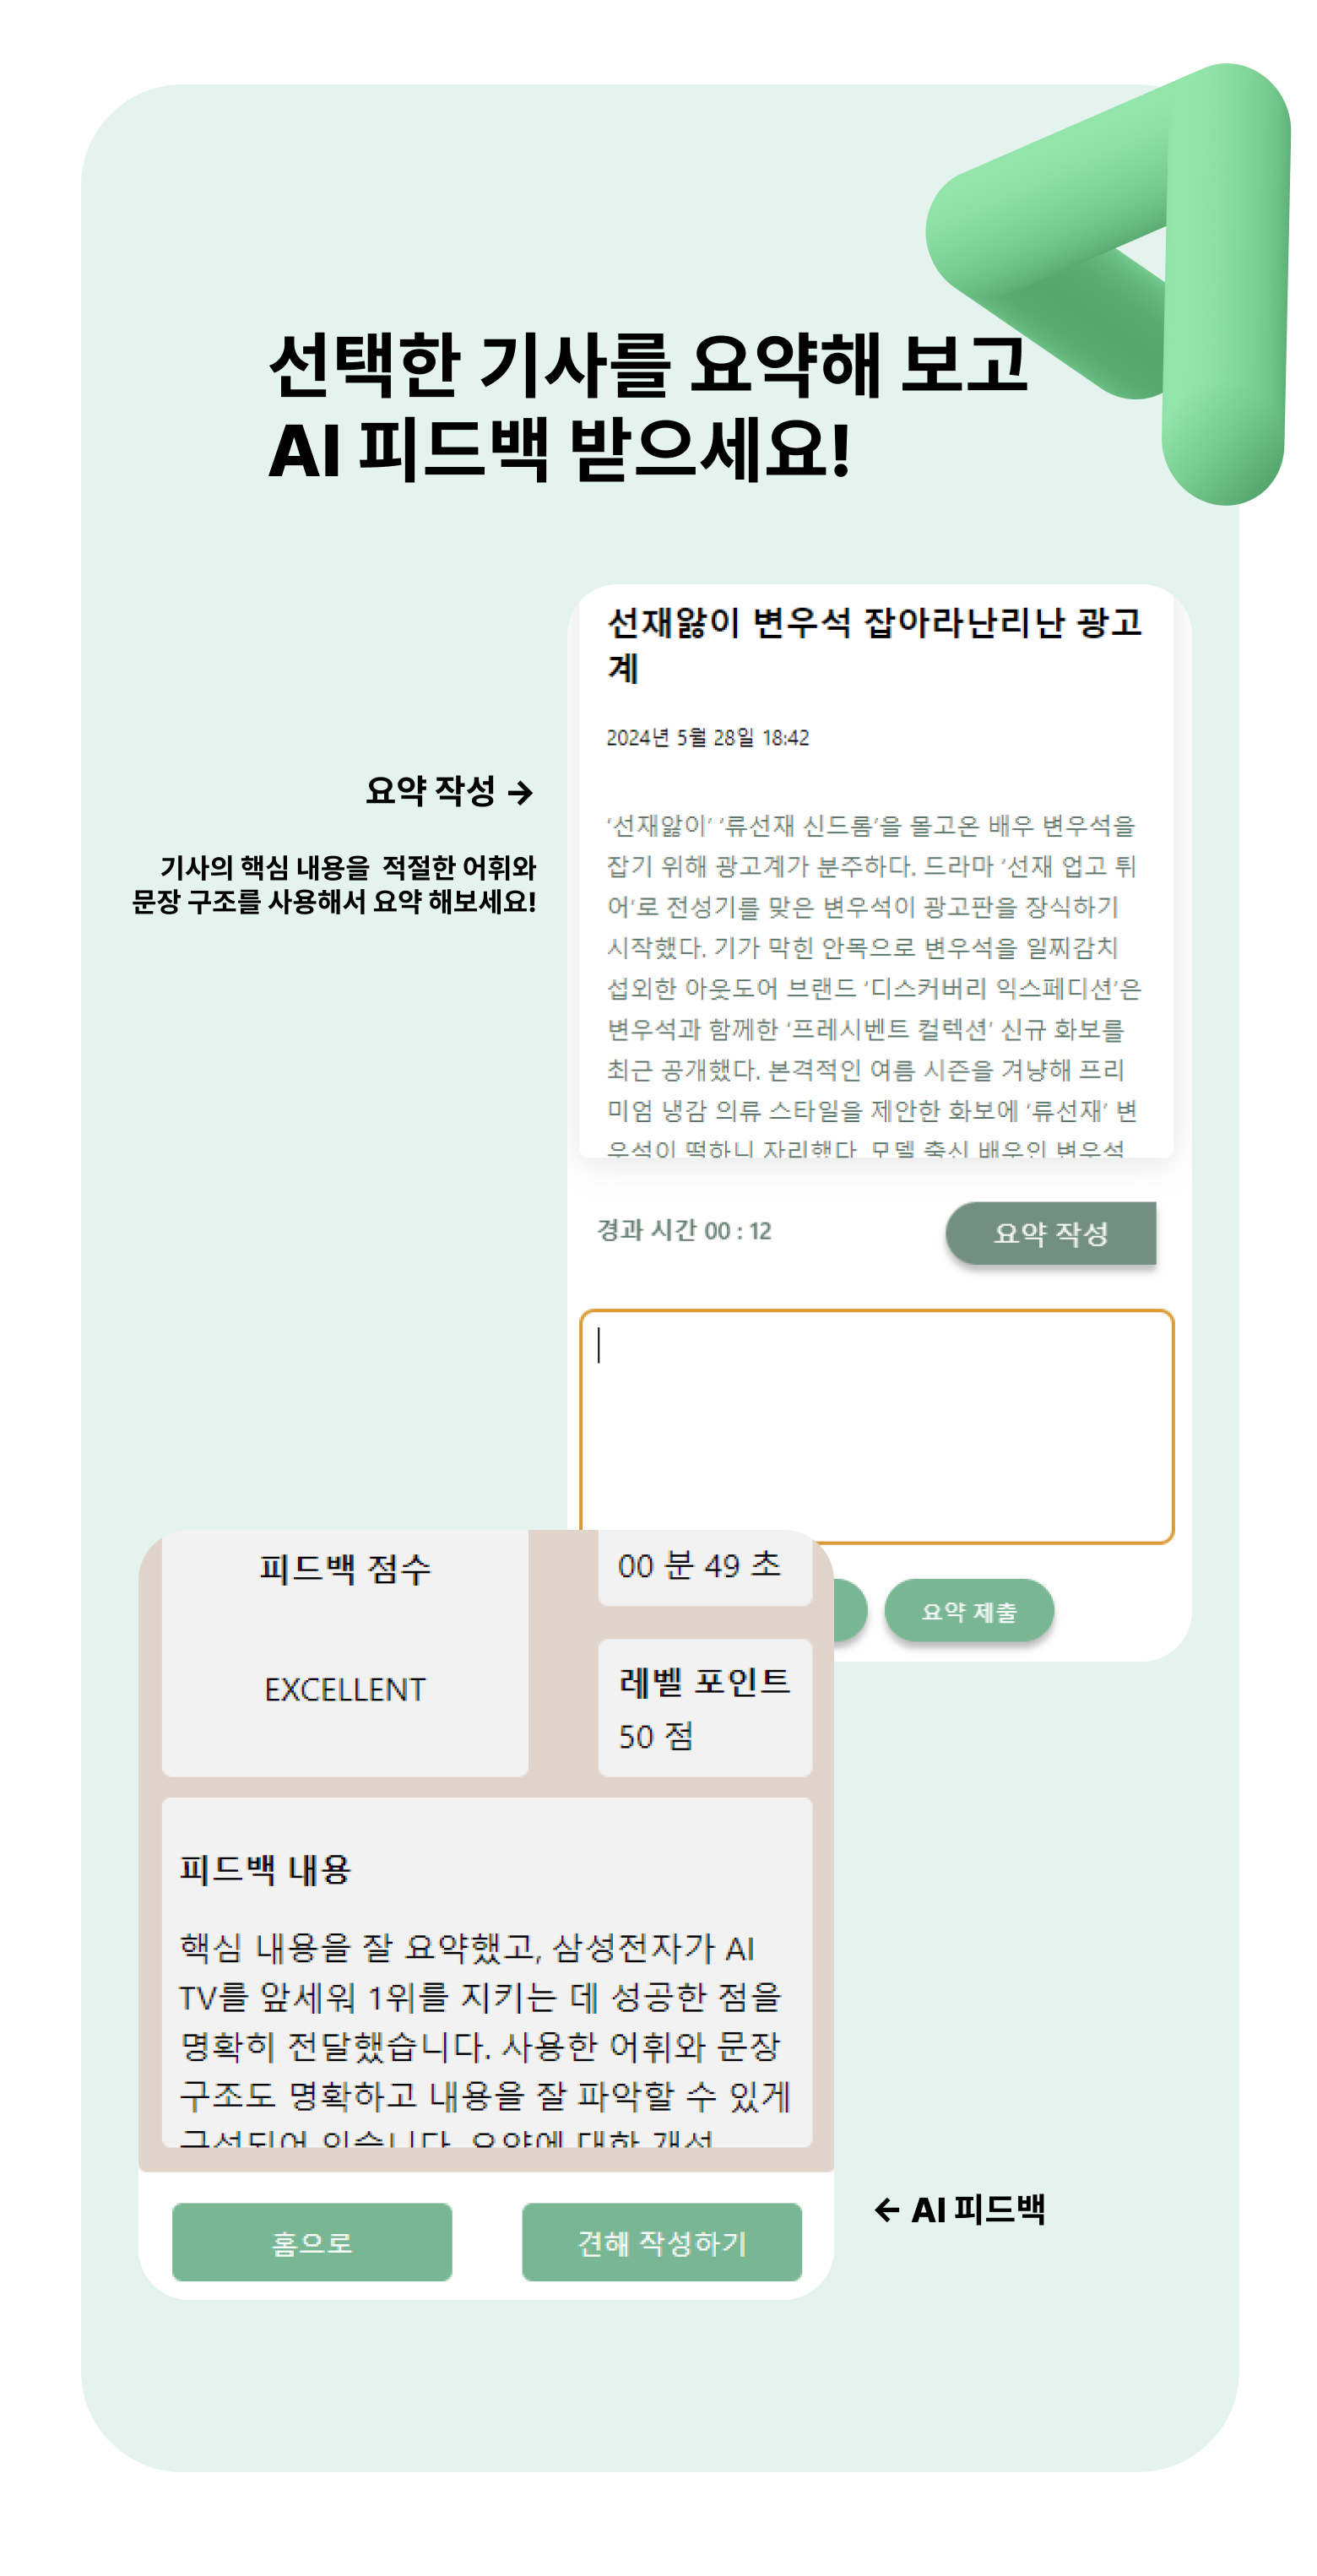 선택한 기사를 요약해 보고
AI 피드백 받으세요!
선재앓이 변우석 잡아라난리난 광고
계
2024년 5월 28일 18:42
요약 작성 →
기사의 핵심 내용을 적절한 어휘와
문장 구조를 사용해서 요약 해보세요!
‘선재앓이’ ‘류선재 신드롬’을 몰고온 배우 변우석을
잡기 위해 광고계가 분주하다. 드라마 ‘선재 업고 튀
어’로 전성기를 맞은 변우석이 광고판을 장식하기
시작했다. 기가 막힌 안목으로 변우석을 일찌감치
섭외한 아웃도어 브랜드 ‘디스커버리 익스페디션’은
변우석과 함께한 ‘프레시벤트 컬렉션’ 신규 화보를
최근 공개했다. 본격적인 여름 시즌을 겨냥해 프리
미엄 냉감 의류 스타일을 제안한 화보에 ‘류선재’ 변
우석이 떡하니 자리했다. 모델 출신 배우인 변우석
경과 시간 00 : 12
요약 작성
요약 제출
피드백 점수
EXCELLENT
00 분 49 초
레벨 포인트
50 점
피드백 내용
핵심 내용을 잘 요약했고, 삼성전자가 AI
TV를 앞세워 1위를 지키는 데 성공한 점을
명확히 전달했습니다. 사용한 어휘와 문장
구조도 명확하고 내용을 잘 파악할 수 있게
구성되어 있습니다. 요약에 대한 개선
홈으로
견해 작성하기
← AI 피드백